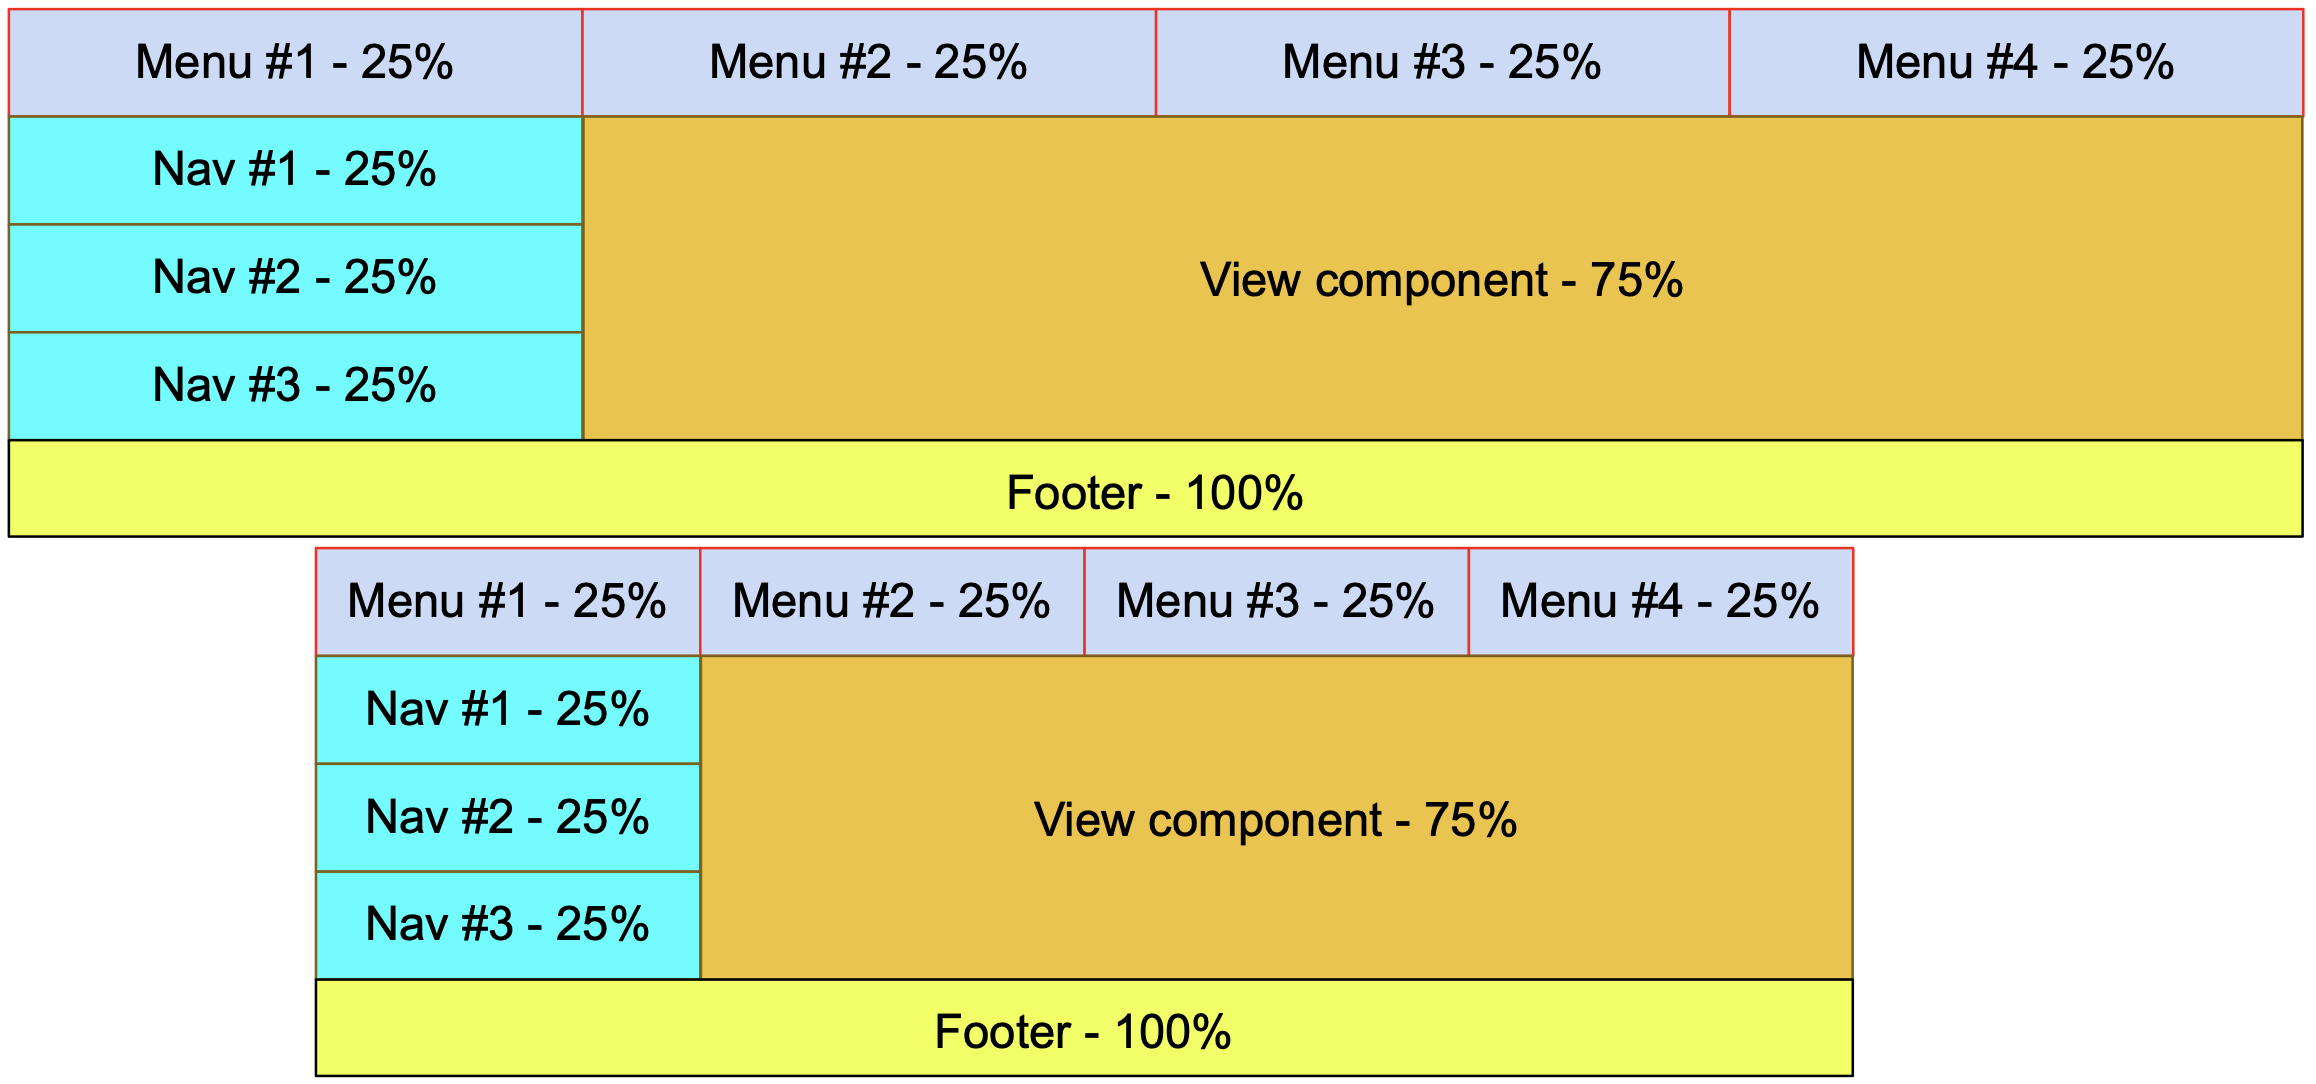 Menu #1 - 25%
Menu #2 - 25%
Menu #3 - 25%
Menu #4 - 25%
Nav #1 - 25%
Nav #2 - 25%
Nav #3 - 25%
View component - 75%
Footer - 100%
Menu #1 - 25%
Menu #2 - 25%
Menu #3 - 25%
Menu #4 - 25%
Nav #1 - 25%
Nav #2 - 25%
Nav #3 - 25%
View component - 75%
Footer - 100%